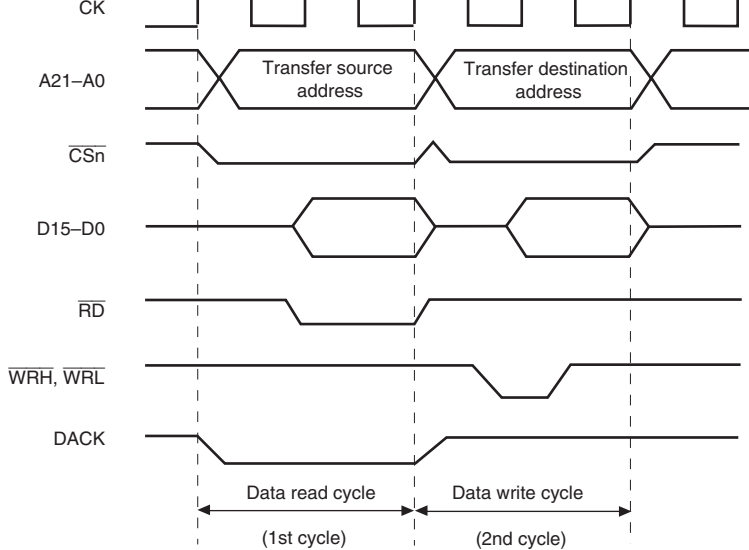 CK
A21–A0
Transfer source
address
Transfer destination
address
CSn
D15–D0
RD
WRH, WRL
DACK
Data read cycle
Data write cycle
(1st cycle)
(2nd cycle)